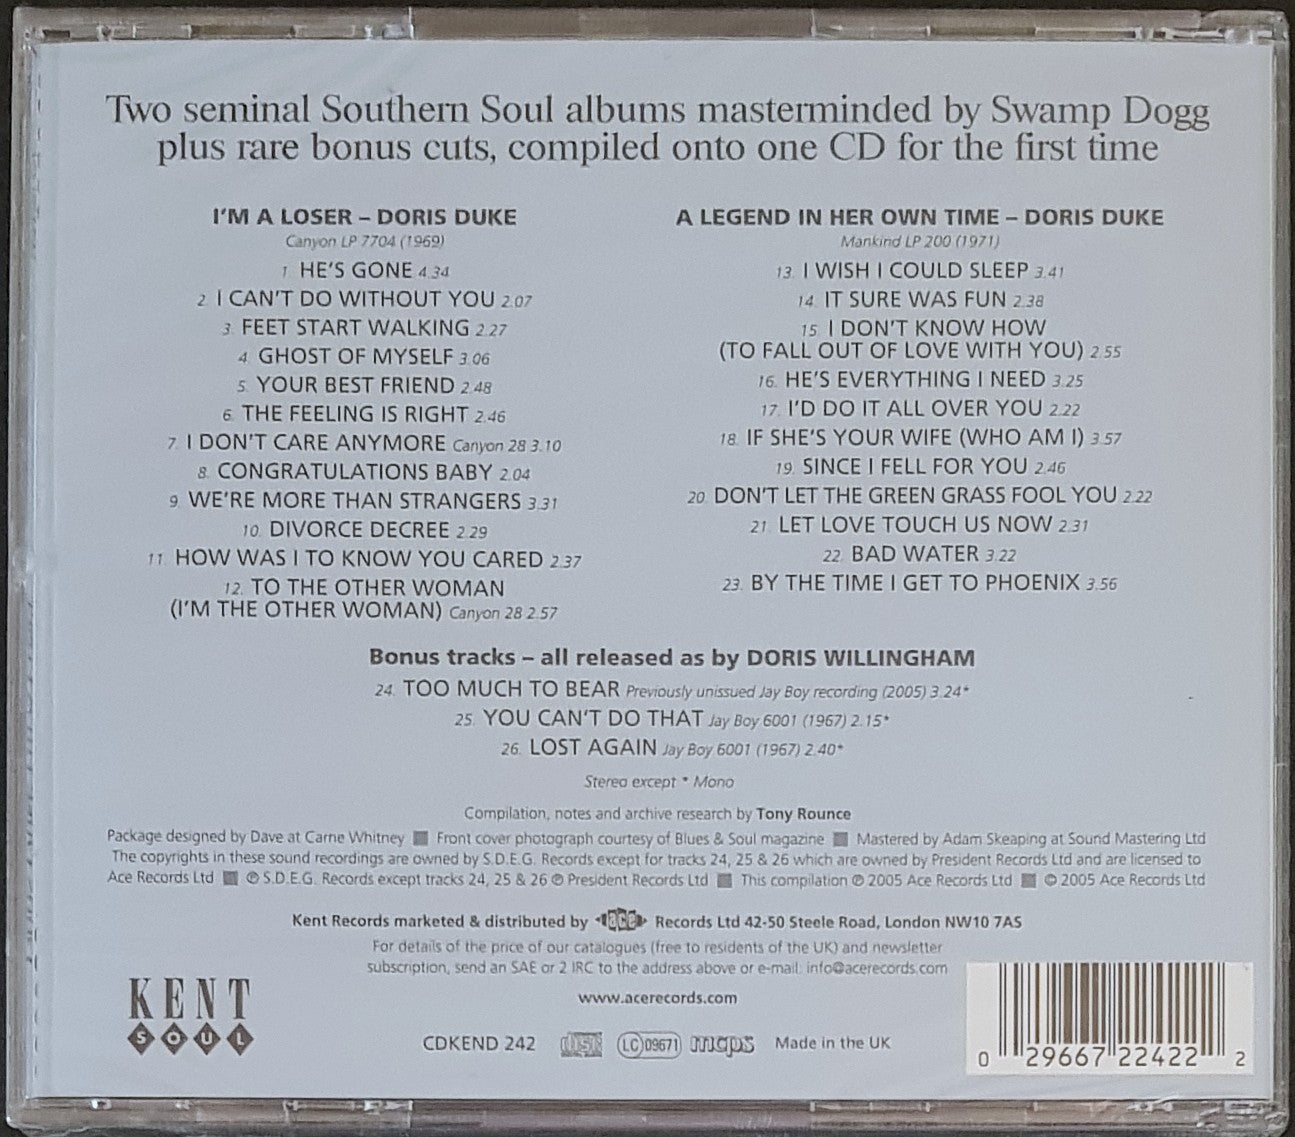 Two seminal Southern Soul albums masterminded by Swamp Dogg
plus rare bonus cuts, compiled onto one CD for the first time
I'M A LOSER – DORIS DUKE
Canyon LP 7704 (1969)
1. HE'S GONE 4.34
2. I CAN'T DO WITHOUT YOU 2.07
3. FEET START WALKING 2.27
4. GHOST OF MYSELF 3.06
5. YOUR BEST FRIEND 2.48
6. THE FEELING IS RIGHT 2.46
7. I DON'T CARE ANYMORE Canyon 28 3.10
8. CONGRATULATIONS BABY 2.04
9. WE'RE MORE THAN STRANGERS 3.31
10. DIVORCE DECREE 2.29
11. HOW WAS I TO KNOW YOU CARED 2.37
12. TO THE OTHER WOMAN
(I'M THE OTHER WOMAN) Canyon 28 2.57
A LEGEND IN HER OWN TIME – DORIS DUKE
Mankind LP 200 (1971)
13. I WISH I COULD SLEEP 3.41
14. IT SURE WAS FUN 2.38
15. I DON'T KNOW HOW
(TO FALL OUT OF LOVE WITH YOU) 2.55
16. HE'S EVERYTHING I NEED 3.25
17. I'D DO IT ALL OVER YOU 2.22
18. IF SHE'S YOUR WIFE (WHO AM I) 3.57
19. SINCE I FELL FOR YOU 2.46
20. DON'T LET THE GREEN GRASS FOOL YOU 2.22
21. LET LOVE TOUCH US NOW 2.31
22. BAD WATER 3.22
23. BY THE TIME I GET TO PHOENIX 3.56
Bonus tracks – all released as by DORIS WILLINGHAM
24. TOO MUCH TO BEAR Previously unissued Jay Boy recording (2005) 3.24*
25. YOU CAN'T DO THAT Jay Boy 6001 (1967) 2.15*
26. LOST AGAIN Jay Boy 6001 (1967) 2.40*
Stereo except * Mono
Compilation, notes and archive research by Tony Rounce
Package designed by Dave at Carne Whitney ■ Front cover photograph courtesy of Blues & Soul magazine ■ Mastered by Adam Skeaping at Sound Mastering Ltd
The copyrights in these sound recordings are owned by S.D.E.G. Records except for tracks 24, 25 & 26 which are owned by President Records Ltd and are licensed to
Ace Records Ltd ■ ℗ S.D.E.G. Records except tracks 24, 25 & 26 ℗ President Records Ltd ■ This compilation ℗ 2005 Ace Records Ltd ■ © 2005 Ace Records Ltd
Kent Records marketed & distributed by ace Records Ltd 42-50 Steele Road, London NW10 7AS
For details of the price of our catalogues (free to residents of the UK) and newsletter
subscription, send an SAE or 2 IRC to the address above or e-mail: info@acerecords.com
www.acerecords.com
KENT
SOUL
CDKEND 242 disc LC 09671 mcps Made in the UK
0 29667 22422 2